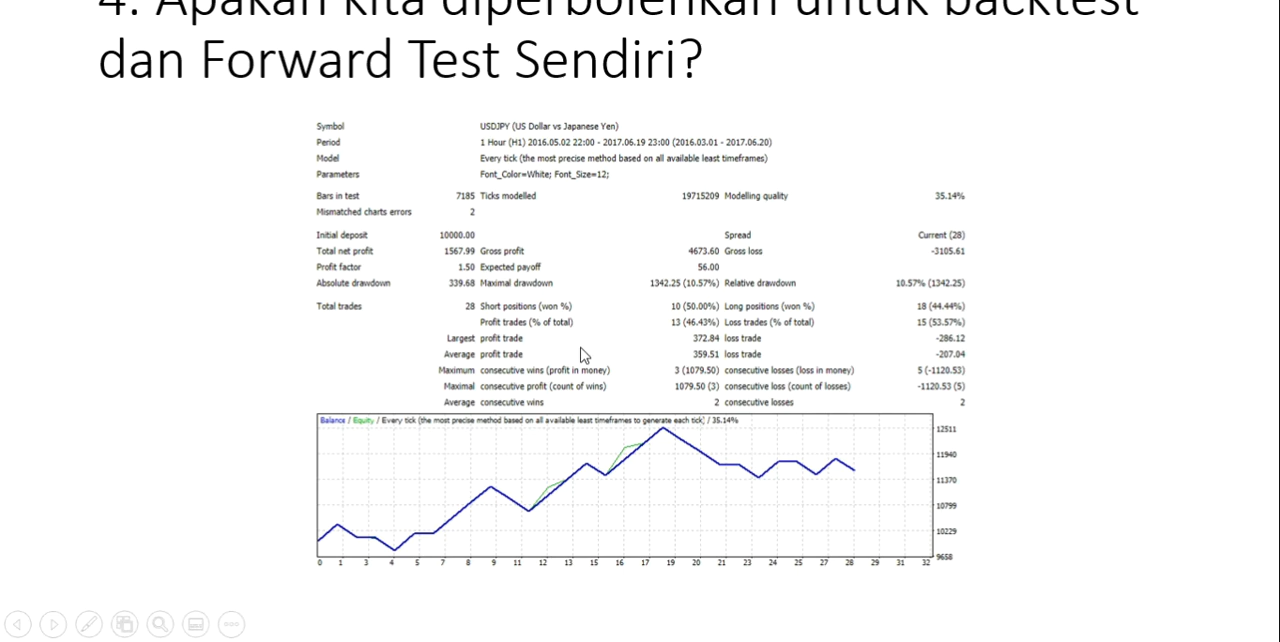 4. Apakah kita diperbolehkan untuk backtest
dan Forward Test Sendiri?
Symbol USDJPY (US Dollar vs Japanese Yen)
Period 1 Hour (H1) 2016.05.02 22:00 - 2017.06.19 23:00 (2016.03.01 - 2017.06.20)
Model Every tick (the most precise method based on all available least timeframes)
Parameters Font_Color=White; Font_Size=12;
Bars in test 7185 Ticks modelled 19715209 Modelling quality 35.14%
Mismatched charts errors 2
Initial deposit 10000.00 Spread Current (28)
Total net profit 1567.99 Gross profit 4673.60 Gross loss -3105.61
Profit factor 1.50 Expected payoff 56.00
Absolute drawdown 339.68 Maximal drawdown 1342.25 (10.57%) Relative drawdown 10.57% (1342.25)
Total trades 28 Short positions (won %) 10 (50.00%) Long positions (won %) 18 (44.44%)
Profit trades (% of total) 13 (46.43%) Loss trades (% of total) 15 (53.57%)
Largest profit trade 372.84 loss trade -286.12
Average profit trade 359.51 loss trade -207.04
Maximum consecutive wins (profit in money) 3 (1079.50) consecutive losses (loss in money) 5 (-1120.53)
Maximal consecutive profit (count of wins) 1079.50 (3) consecutive loss (count of losses) -1120.53 (5)
Average consecutive wins 2 consecutive losses 2
Balance / Equity / Every tick (the most precise method based on all available least timeframes to generate each tick) / 35.14%
12511
11940
11370
10799
10229
9658
0 1 3 4 5 7 8 9 11 12 13 15 16 17 19 20 21 23 24 25 27 28 29 31 32